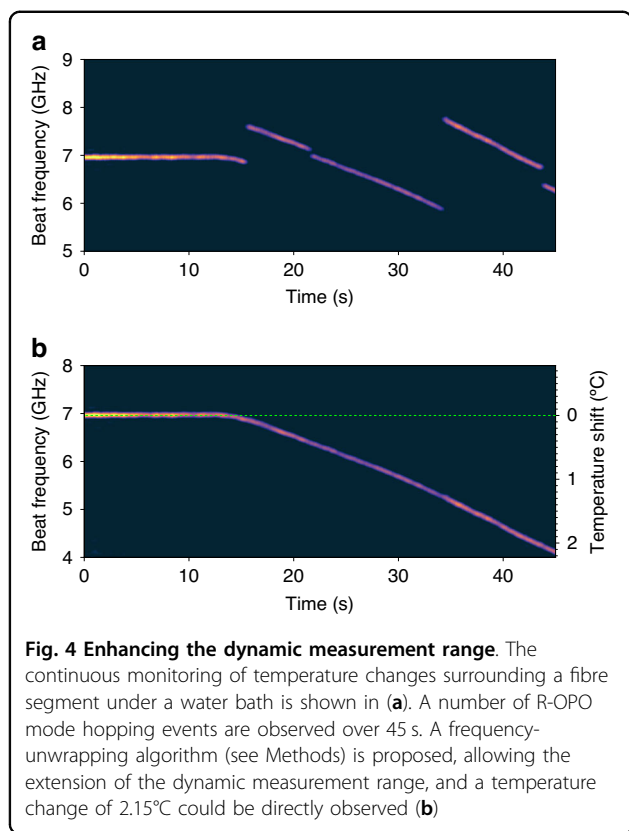 a
Beat frequency (GHz)
9
8
7
6
5
0 10 20 30 40
Time (s)
b
Beat frequency (GHz)
8
7
6
5
4
0
1
2
Temperature shift (°C)
0 10 20 30 40
Time (s)
Fig. 4 Enhancing the dynamic measurement range. The
continuous monitoring of temperature changes surrounding a fibre
segment under a water bath is shown in (a). A number of R-OPO
mode hopping events are observed over 45 s. A frequency-
unwrapping algorithm (see Methods) is proposed, allowing the
extension of the dynamic measurement range, and a temperature
change of 2.15°C could be directly observed (b)